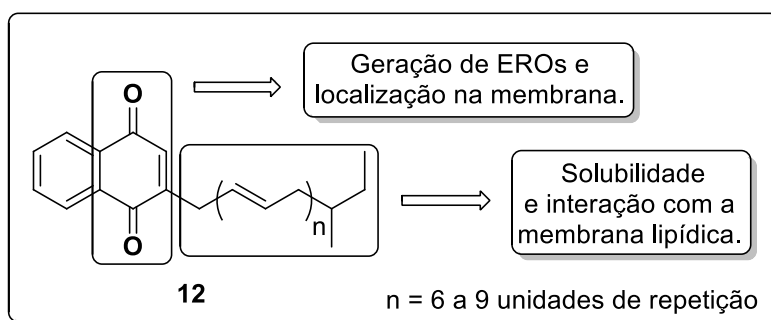 O
Geração de EROs e
localização na membrana.
O
n
Solubilidade
e interação com a
membrana lipídica.
12
n = 6 a 9 unidades de repetição